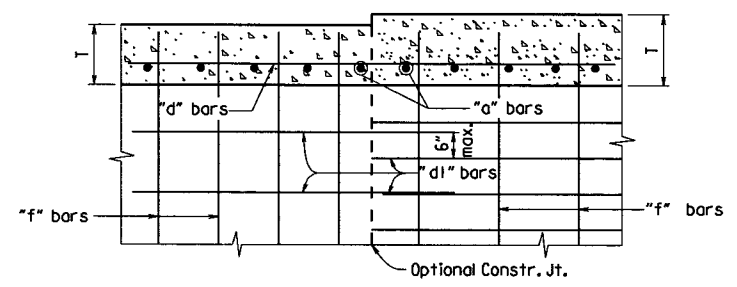 T
T
"d" bars
"a" bars
6"
max.
"d1" bars
"f" bars
"f" bars
Optional Constr. Jt.